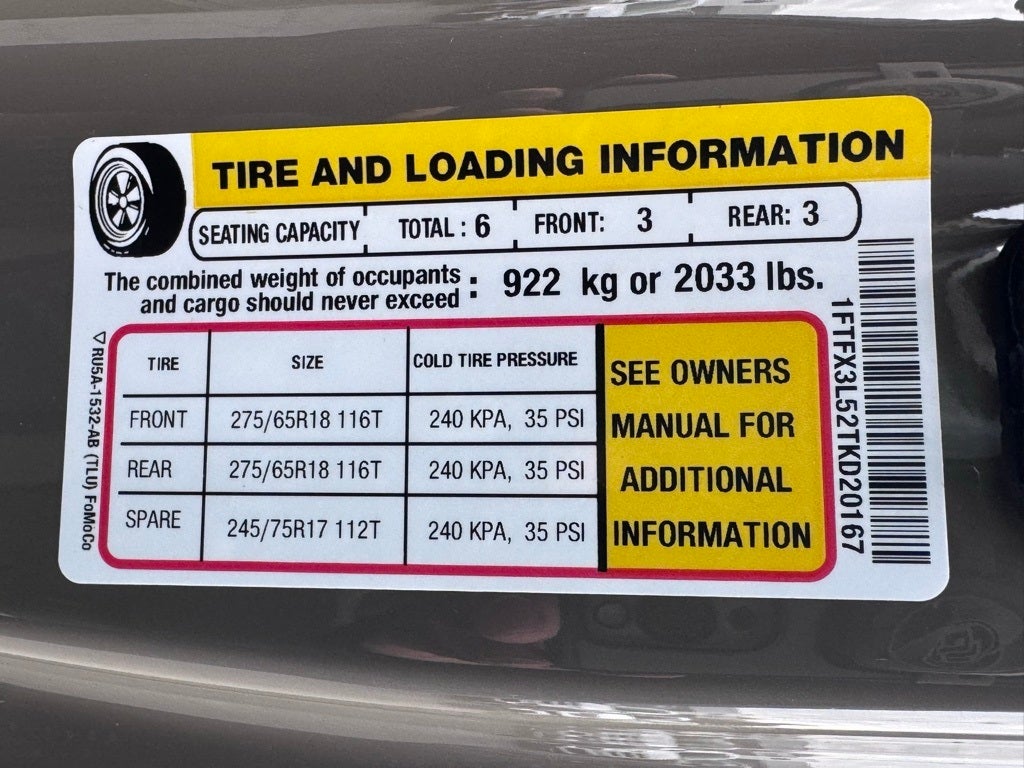 TIRE AND LOADING INFORMATION
SEATING CAPACITY TOTAL : 6 FRONT: 3 REAR: 3
The combined weight of occupants
and cargo should never exceed : 922 kg or 2033 lbs.
TIRE SIZE COLD TIRE PRESSURE
FRONT 275/65R18 116T 240 KPA, 35 PSI
REAR 275/65R18 116T 240 KPA, 35 PSI
SPARE 245/75R17 112T 240 KPA, 35 PSI
SEE OWNERS
MANUAL FOR
ADDITIONAL
INFORMATION
1FTFX3L52TKD20167
RU5A-1532-AB (TLU) FoMoCo